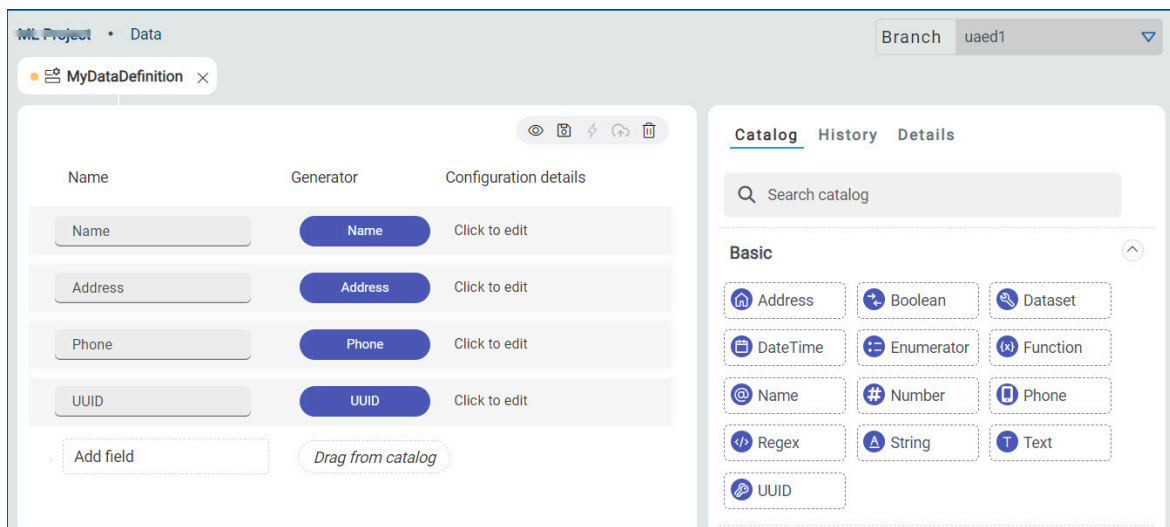 ML Project • Data
Branch uaed1
MyDataDefinition
Catalog History Details
Name Generator Configuration details
Search catalog
Name Name Click to edit
Basic
Address Address Click to edit
Address Boolean Dataset
Phone Phone Click to edit
DateTime Enumerator Function
Name Number Phone
UUID UUID Click to edit
Regex String Text
Add field Drag from catalog
UUID